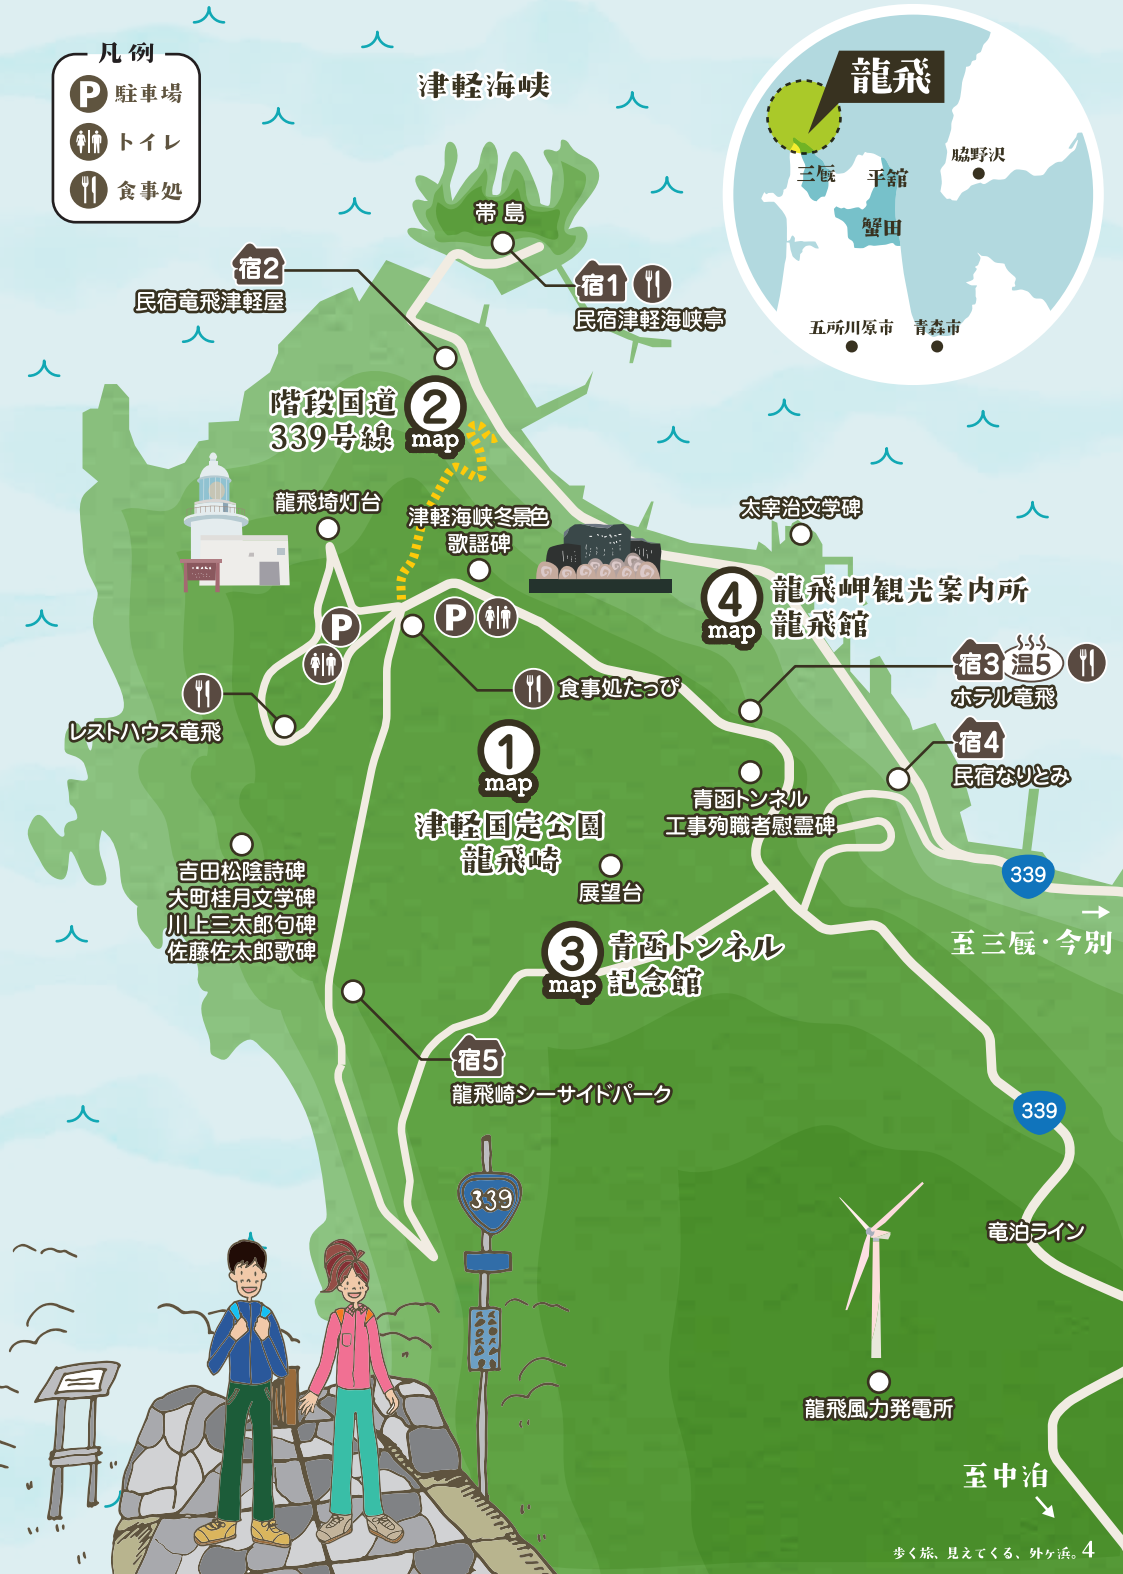 凡例
P 駐車場
トイレ
食事処
津軽海峡
龍飛
三厩
平舘
脇野沢
蟹田
五所川原市
青森市
帯島
宿2
民宿竜飛津軽屋
宿1
民宿津軽海峡亭
2
map
階段国道
339号線
龍飛埼灯台
津軽海峡冬景色
歌謡碑
太宰治文学碑
4
map
龍飛岬観光案内所
龍飛館
P
P
宿3 温5
ホテル竜飛
食事処たっぴ
レストハウス竜飛
宿4
民宿なりとみ
1
map
津軽国定公園
龍飛崎
青函トンネル
工事殉職者慰霊碑
展望台
吉田松陰詩碑
大町桂月文学碑
川上三太郎句碑
佐藤佐太郎歌碑
339
至三厩・今別
3
map
青函トンネル
記念館
宿5
龍飛崎シーサイドパーク
339
339
竜泊ライン
龍飛風力発電所
至中泊
歩く旅、見えてくる、外ヶ浜。4